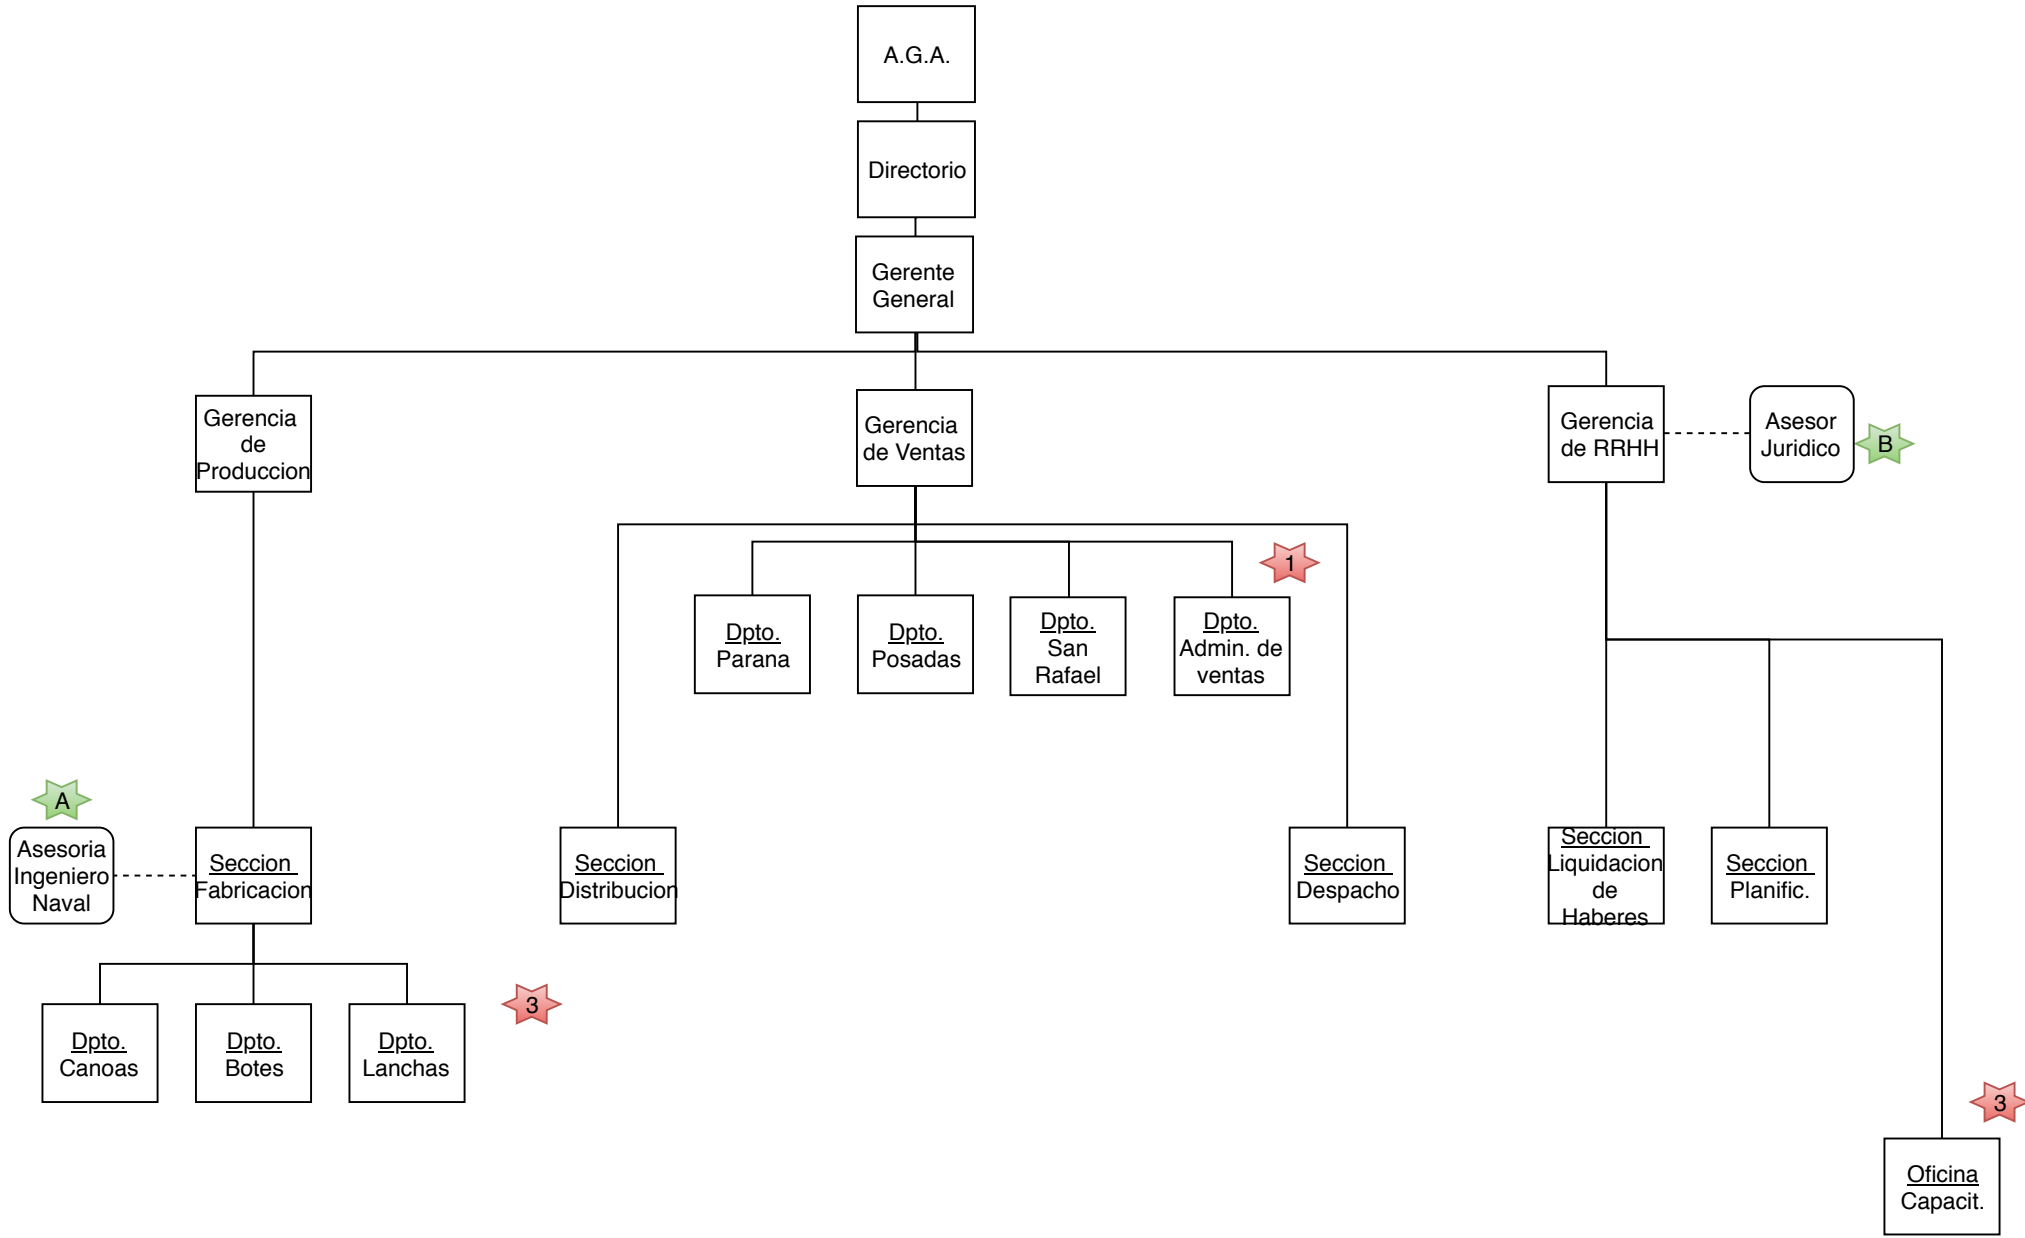 A.G.A.
Directorio
Gerente
General
Gerencia
de
Produccion
Gerencia
de Ventas
Gerencia
de RRHH
Asesor
Juridico
B
1
Dpto.
Parana
Dpto.
Posadas
Dpto.
San
Rafael
Dpto.
Admin. de
ventas
A
Asesoria
Ingeniero
Naval
Seccion
Fabricacion
Seccion
Distribucion
Seccion
Despacho
Seccion
Liquidacion
de
Haberes
Seccion
Planific.
3
Dpto.
Canoas
Dpto.
Botes
Dpto.
Lanchas
3
Oficina
Capacit.